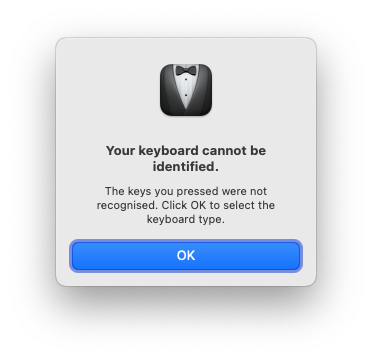 Your keyboard cannot be
identified.
The keys you pressed were not
recognised. Click OK to select the
keyboard type.
OK